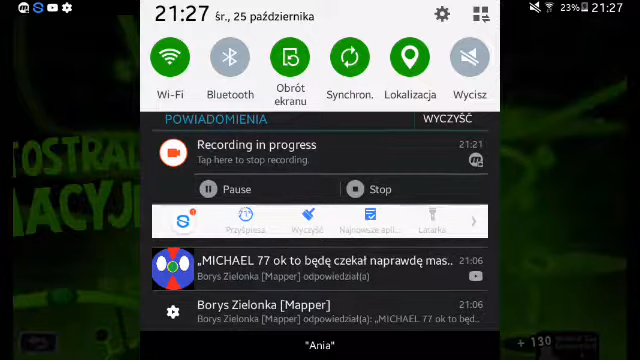 21:27 śr., 25 października
23% 21:27
Wi-Fi
Bluetooth
Obrót ekranu
Synchron.
Lokalizacja
Wycisz
POWIADOMIENIA
WYCZYŚĆ
Recording in progress
21:21
Tap here to stop recording.
Pause
Stop
Przyśpiesz.
Wyczyść
Najnowsze apli...
Latarka
„MICHAEL 77 ok to będę czekał naprawdę mas..
21:06
Borys Zielonka [Mapper] odpowiedział(a)
Borys Zielonka [Mapper]
21:06
Borys Zielonka [Mapper] odpowiedział(a): „MICHAEL 77 ok to będ..
OSTRAL
MACYJ
"Ania"
+ 130